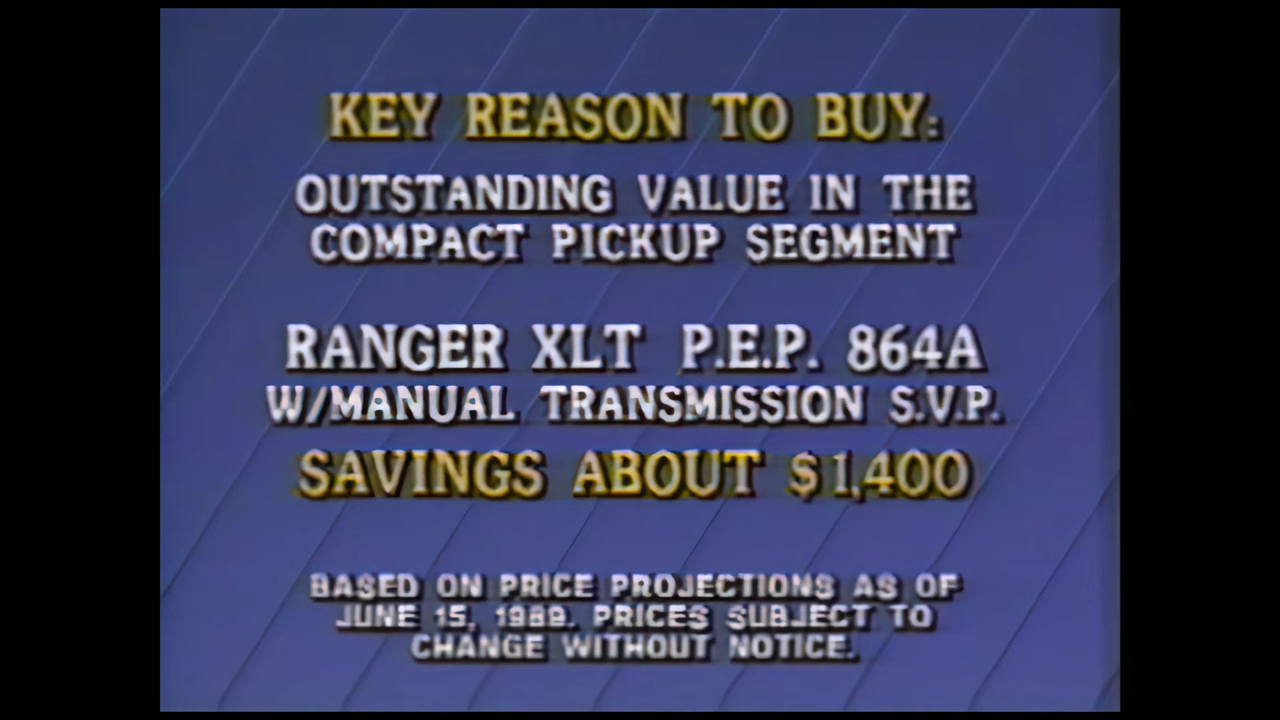 KEY REASON TO BUY:
OUTSTANDING VALUE IN THE
COMPACT PICKUP SEGMENT
RANGER XLT P.E.P. 864A
W/MANUAL TRANSMISSION S.V.P.
SAVINGS ABOUT $1,400
BASED ON PRICE PROJECTIONS AS OF
JUNE 15, 1989. PRICES SUBJECT TO
CHANGE WITHOUT NOTICE.